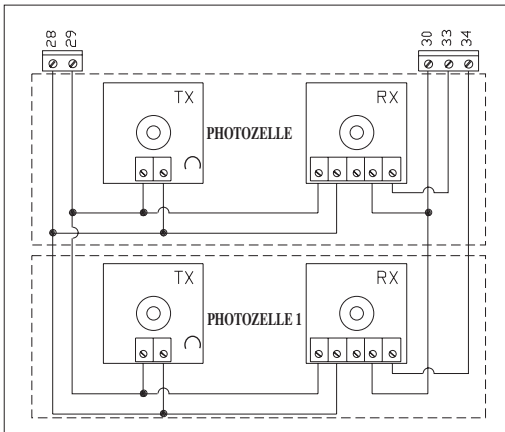 28 29
30 33 34
TX
PHOTOZELLE
RX
TX
PHOTOZELLE 1
RX